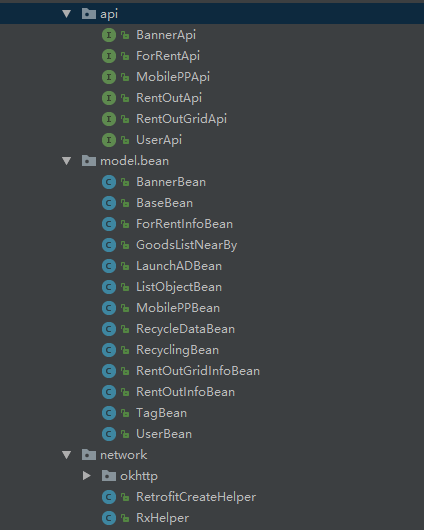 api
BannerApi
ForRentApi
MobilePPApi
RentOutApi
RentOutGridApi
UserApi
model.bean
BannerBean
BaseBean
ForRentInfoBean
GoodsListNearBy
LaunchADBean
ListObjectBean
MobilePPBean
RecycleDataBean
RecyclingBean
RentOutGridInfoBean
RentOutInfoBean
TagBean
UserBean
network
okhttp
RetrofitCreateHelper
RxHelper